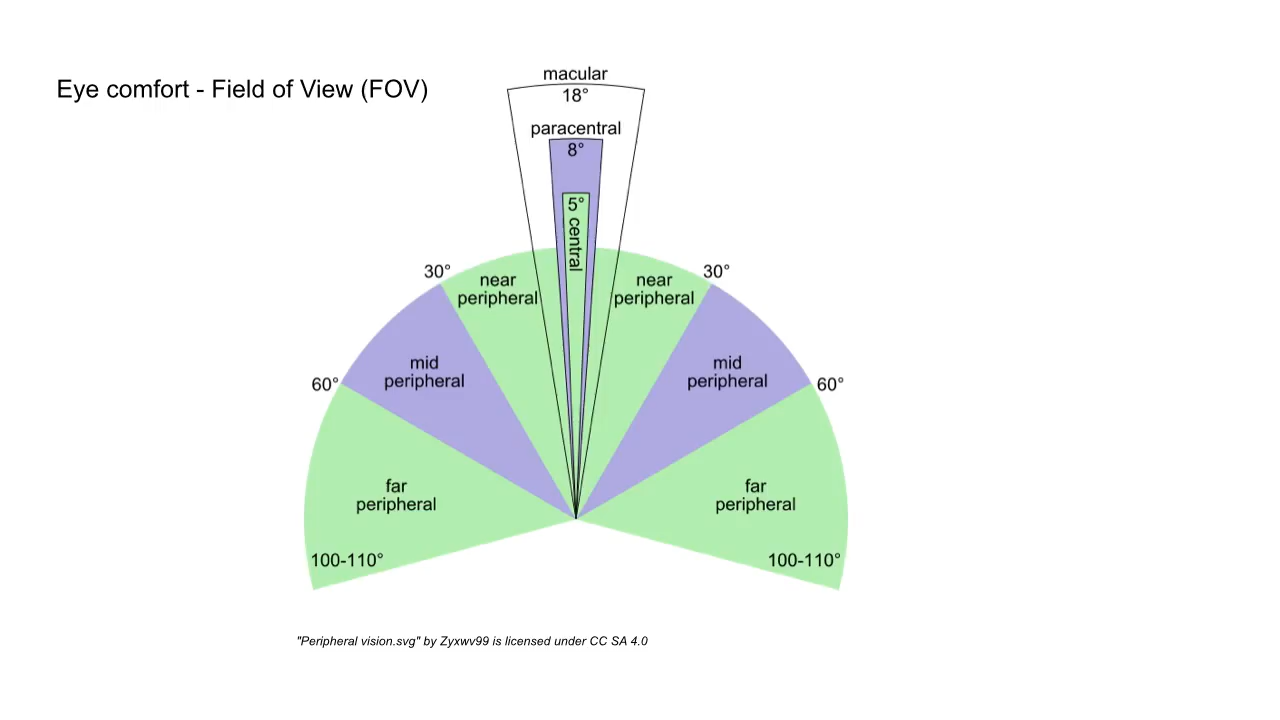 Eye comfort - Field of View (FOV)
macular
18°
paracentral
8°
5°
central
30°
near
peripheral
near
peripheral
30°
60°
mid
peripheral
mid
peripheral
60°
far
peripheral
far
peripheral
100-110°
100-110°
"Peripheral vision.svg" by Zyxwv99 is licensed under CC SA 4.0